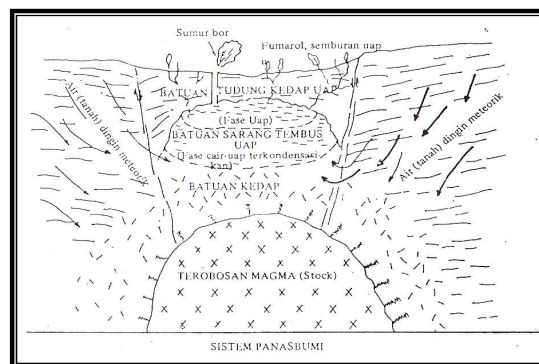 Sumur bor
Fumarol, semburan uap
BATUAN TUDUNG KEDAP UAP
(Fase Uap)
BATUAN SARANG TEMBUS
UAP
(Fase cair-uap terkondensasi
kan)
BATUAN KEDAP
Air (tanah) dingin meteorik
Air (tanah) dingin meteorik
TEROBOSAN MAGMA (Stock)
SISTEM PANASBUMI